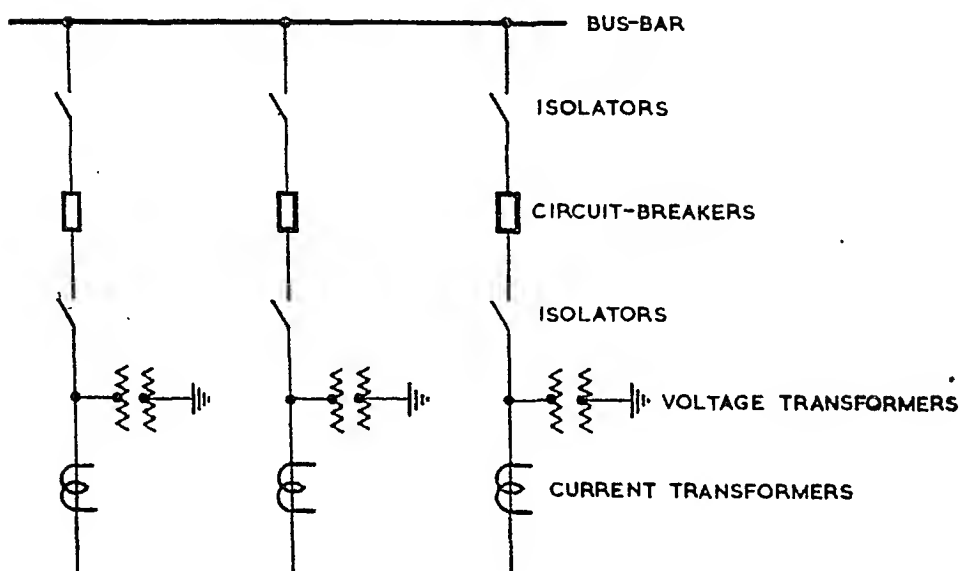 BUS-BAR
ISOLATORS
CIRCUIT-BREAKERS
ISOLATORS
VOLTAGE TRANSFORMERS
CURRENT TRANSFORMERS